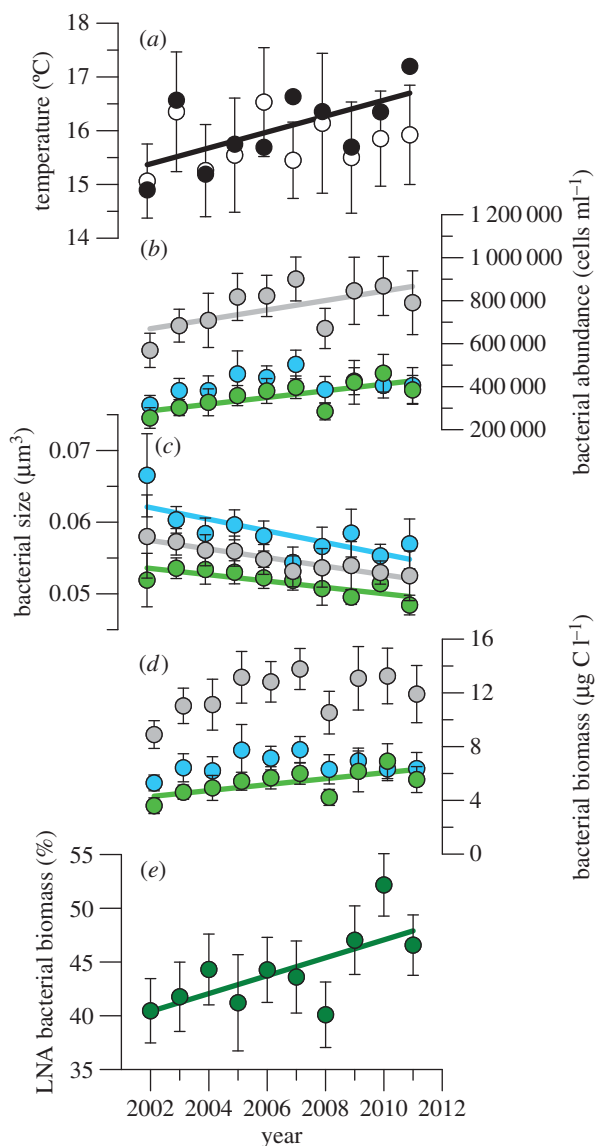 (a)
18
17
16
15
14
temperature (ºC)
(b)
1 200 000
1 000 000
800 000
600 000
400 000
200 000
bacterial abundance (cells ml⁻¹)
(c)
0.07
0.06
0.05
bacterial size (µm³)
(d)
16
12
8
4
0
bacterial biomass (µg C l⁻¹)
(e)
55
50
45
40
35
LNA bacterial biomass (%)
2002 2004 2006 2008 2010 2012
year